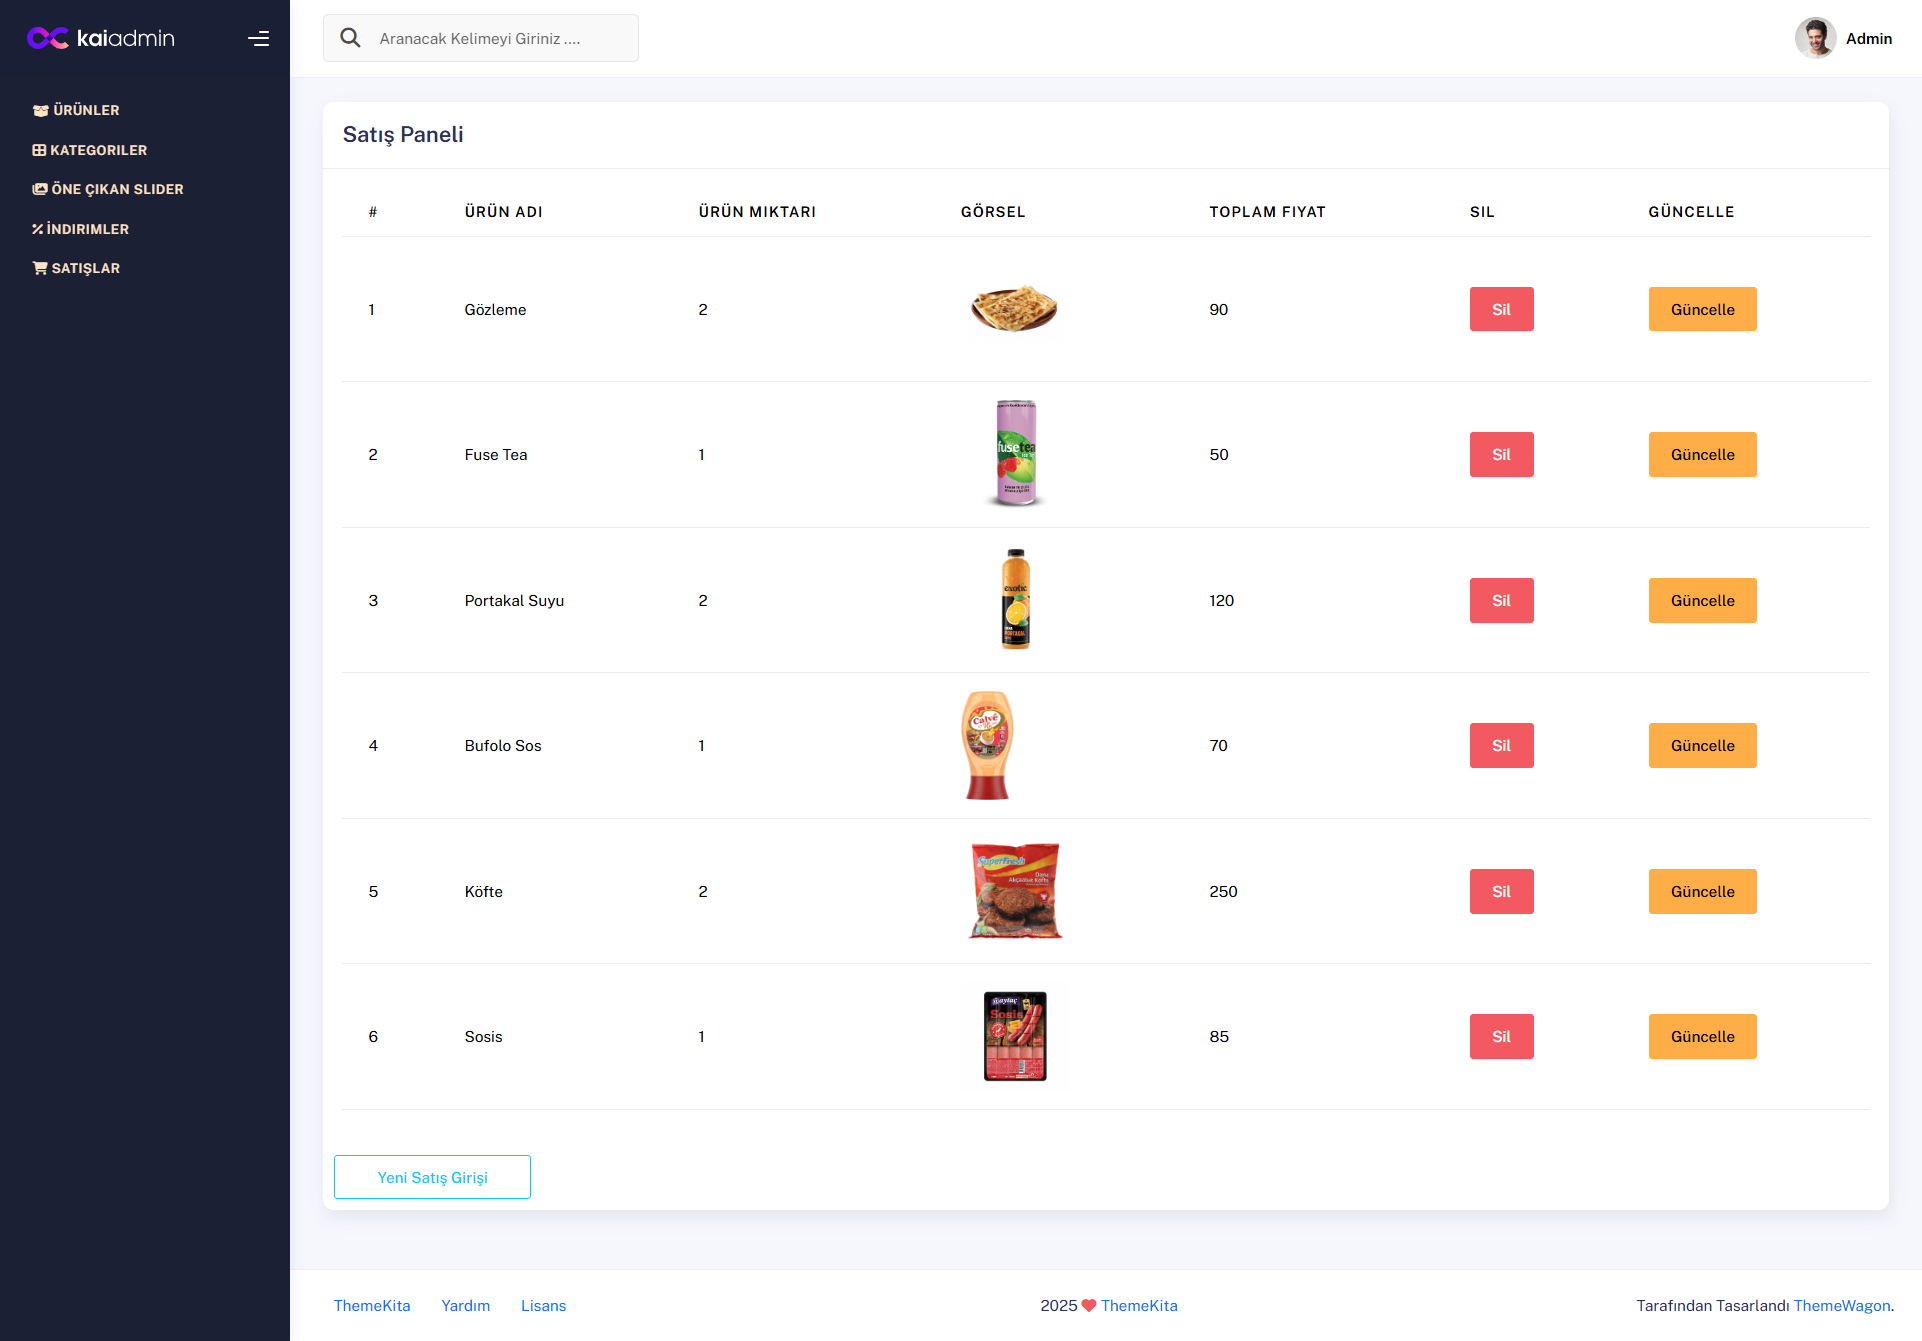 kaiadmin
Aranacak Kelimeyi Giriniz ....
Admin
ÜRÜNLER
KATEGORILER
ÖNE ÇIKAN SLIDER
İNDIRIMLER
SATIŞLAR
Satış Paneli
# ÜRÜN ADI ÜRÜN MIKTARI GÖRSEL TOPLAM FIYAT SIL GÜNCELLE
1 Gözleme 2 90 Sil Güncelle
2 Fuse Tea 1 fuse tea 50 Sil Güncelle
3 Portakal Suyu 2 exotic PORTAKAL 120 Sil Güncelle
4 Bufolo Sos 1 Calvé 70 Sil Güncelle
5 Köfte 2 SuperFresh 250 Sil Güncelle
6 Sosis 1 aytaç Sosis 85 Sil Güncelle
Yeni Satış Girişi
ThemeKita Yardım Lisans
2025 ThemeKita
Tarafından Tasarlandı ThemeWagon.